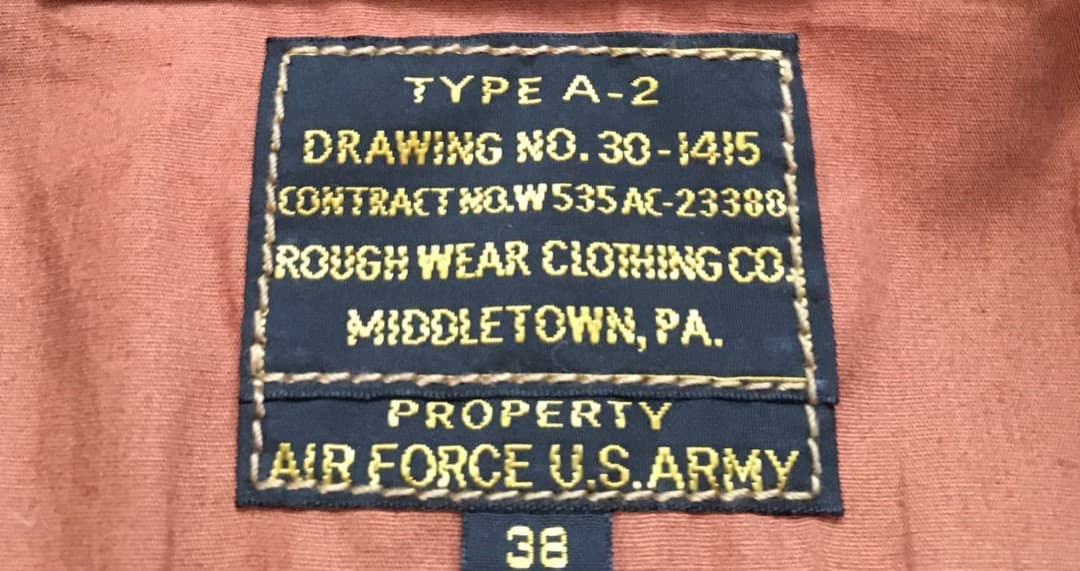 TYPE A-2
DRAWING NO. 30-1415
CONTRACT NO. W 535 AC-23380
ROUGH WEAR CLOTHING CO.
MIDDLETOWN, PA.
PROPERTY
AIR FORCE U.S. ARMY
38